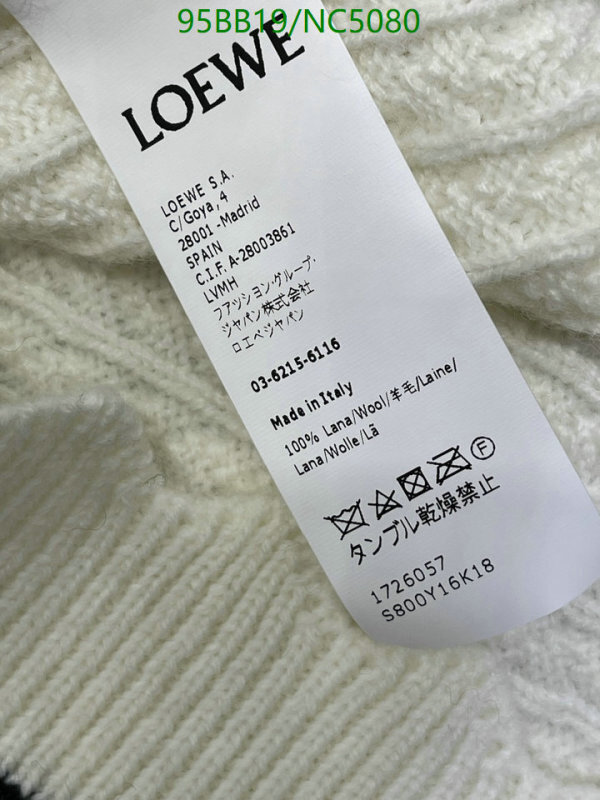 95BB19/NC5080
LOEWE
LOEWE S.A.
C/Goya, 4
28001 -Madrid
SPAIN
C.I.F. A-28003861
LVMH
ファッション・グループ・
ジャパン株式会社
ロエベジャパン
03-6215-6116
Made in Italy
100% Lana/Wool/羊毛/Laine/
Lana/Wolle/Lã
F
タンブル乾燥禁止
1726057
S800Y16K18